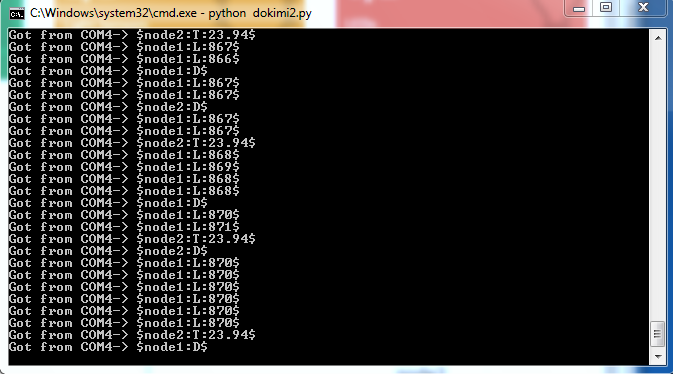 C:\Windows\system32\cmd.exe - python  dokimi2.py
Got from COM4-> $node2:T:23.94$
Got from COM4-> $node1:L:867$
Got from COM4-> $node1:L:866$
Got from COM4-> $node1:D$
Got from COM4-> $node1:L:867$
Got from COM4-> $node1:L:867$
Got from COM4-> $node2:D$
Got from COM4-> $node1:L:867$
Got from COM4-> $node1:L:867$
Got from COM4-> $node2:T:23.94$
Got from COM4-> $node1:L:868$
Got from COM4-> $node1:L:869$
Got from COM4-> $node1:L:868$
Got from COM4-> $node1:L:868$
Got from COM4-> $node1:D$
Got from COM4-> $node1:L:870$
Got from COM4-> $node1:L:871$
Got from COM4-> $node2:T:23.94$
Got from COM4-> $node2:D$
Got from COM4-> $node1:L:870$
Got from COM4-> $node1:L:870$
Got from COM4-> $node1:L:870$
Got from COM4-> $node1:L:870$
Got from COM4-> $node1:L:870$
Got from COM4-> $node1:L:870$
Got from COM4-> $node2:T:23.94$
Got from COM4-> $node1:D$